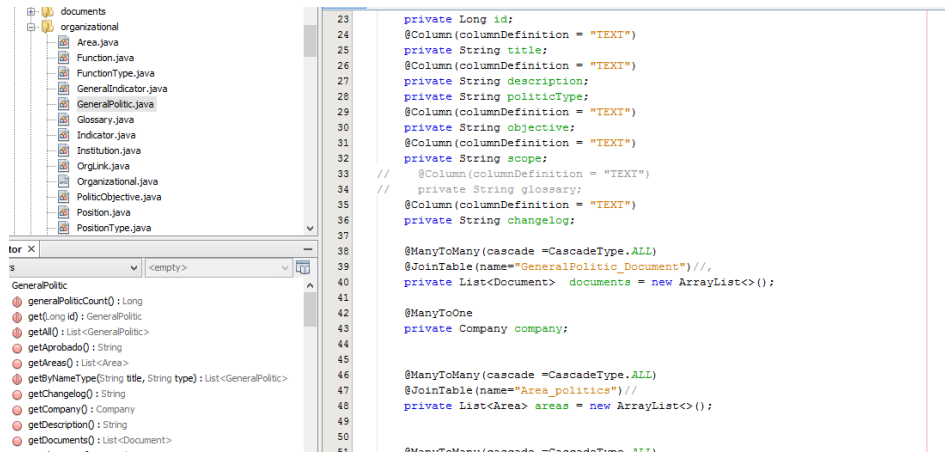 documents
organizational
Area.java
Function.java
FunctionType.java
GeneralIndicator.java
GeneralPolitic.java
Glossary.java
Indicator.java
Institution.java
OrgLink.java
Organizational.java
PoliticObjective.java
Position.java
PositionType.java
tor ×
rs
<empty>
GeneralPolitic
generalPoliticCount() : Long
get(Long id) : GeneralPolitic
getAll() : List<GeneralPolitic>
getAprobado() : String
getAreas() : List<Area>
getByNameType(String title, String type) : List<GeneralPolitic>
getChangelog() : String
getCompany() : Company
getDescription() : String
getDocuments() : List<Document>
23 private Long id;
24 @Column(columnDefinition = "TEXT")
25 private String title;
26 @Column(columnDefinition = "TEXT")
27 private String description;
28 private String politicType;
29 @Column(columnDefinition = "TEXT")
30 private String objective;
31 @Column(columnDefinition = "TEXT")
32 private String scope;
33 // @Column(columnDefinition = "TEXT")
34 // private String glossary;
35 @Column(columnDefinition = "TEXT")
36 private String changelog;
37
38 @ManyToMany(cascade =CascadeType.ALL)
39 @JoinTable(name="GeneralPolitic_Document")//,
40 private List<Document> documents = new ArrayList<>();
41
42 @ManyToOne
43 private Company company;
44
45
46 @ManyToMany(cascade =CascadeType.ALL)
47 @JoinTable(name="Area_politics")//
48 private List<Area> areas = new ArrayList<>();
49
50
51 @ManyToMany(cascade =CascadeType.ALL)